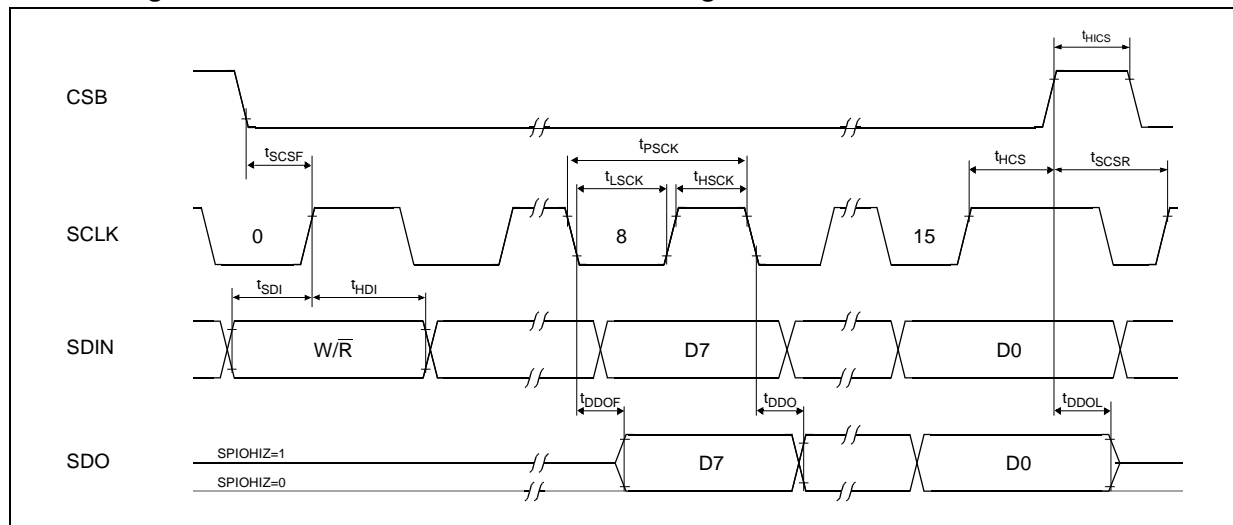 tHICS
CSB
tSCSF
tPSCK
tHCS
tSCSR
tLSCK
tHSCK
SCLK
0
8
15
tSDI
tHDI
SDIN
W/R̅
D7
D0
tDDOF
tDDO
tDDOL
SDO
SPIOHIZ=1
D7
D0
SPIOHIZ=0